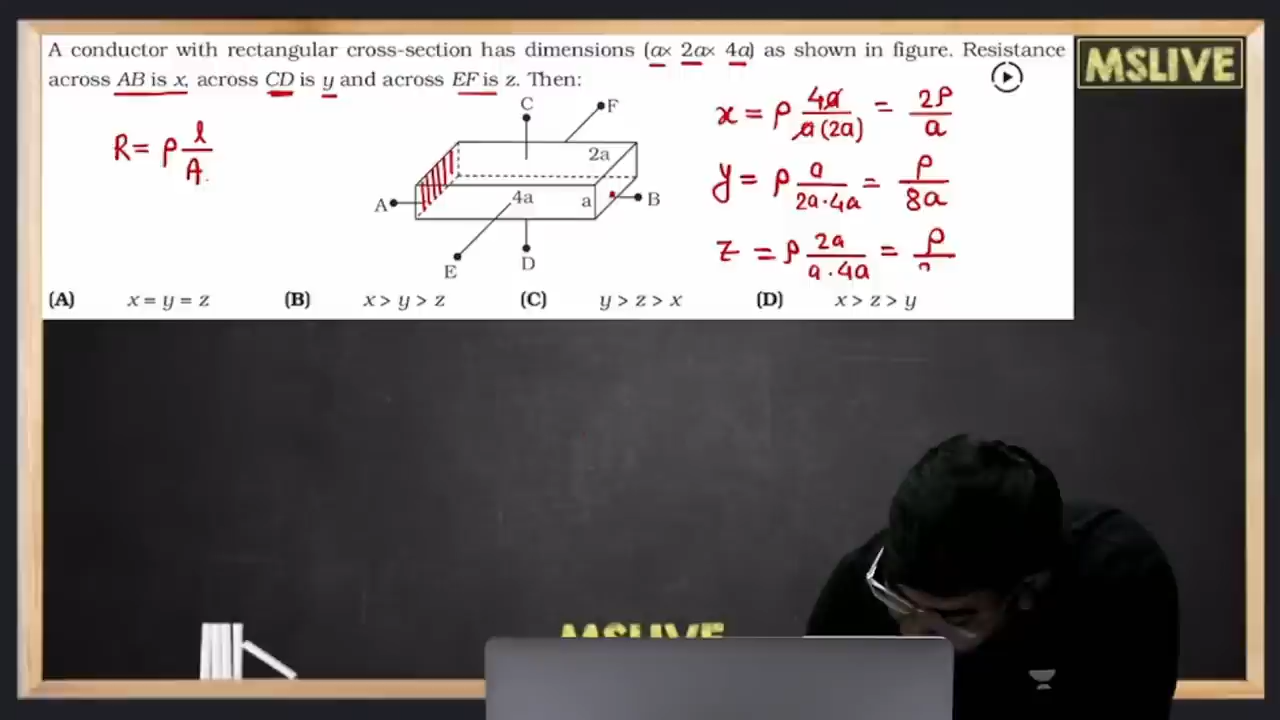 A conductor with rectangular cross-section has dimensions (a× 2a× 4a) as shown in figure. Resistance
across AB is x, across CD is y and across EF is z. Then:
MSLIVE
R = ρ l/A.
C
F
2a
A
4a
a
B
E
D
x = ρ 4a/a(2a) = 2ρ/a
y = ρ a/2a·4a = ρ/8a
z = ρ 2a/a·4a = ρ/
(A) x = y = z (B) x > y > z (C) y > z > x (D) x > z > y
MSLIVE